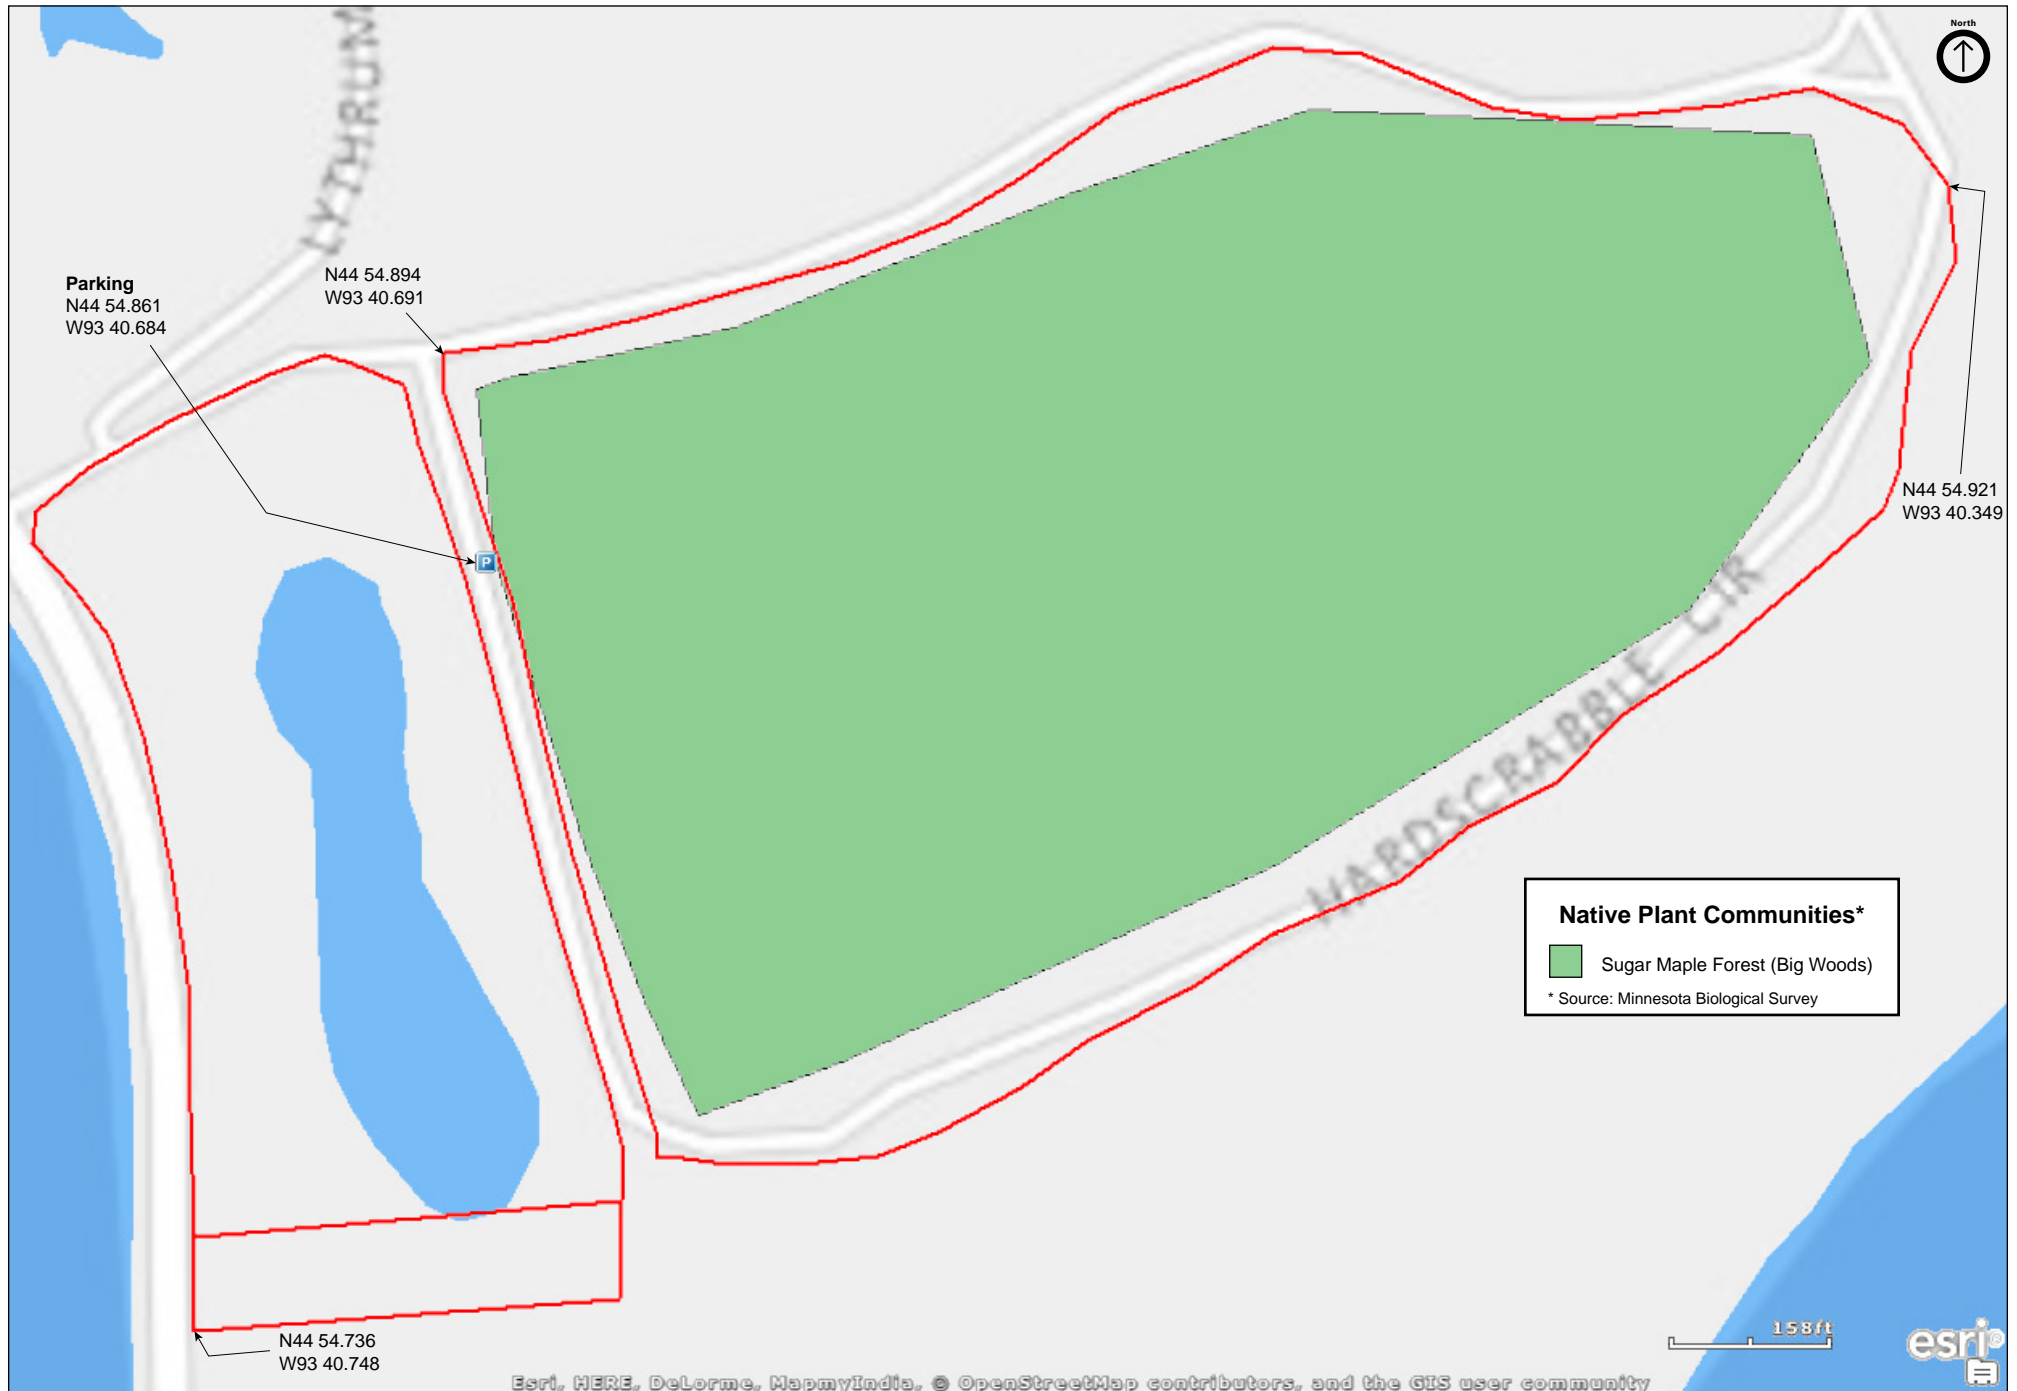 North
LYTHRUM
Parking
N44 54.861
W93 40.684
N44 54.894
W93 40.691
P
N44 54.921
W93 40.349
HARDSCRABBLE CIR
Native Plant Communities*
Sugar Maple Forest (Big Woods)
* Source: Minnesota Biological Survey
158ft
esri®
N44 54.736
W93 40.748
Esri, HERE, DeLorme, MapmyIndia, © OpenStreetMap contributors, and the GIS user community